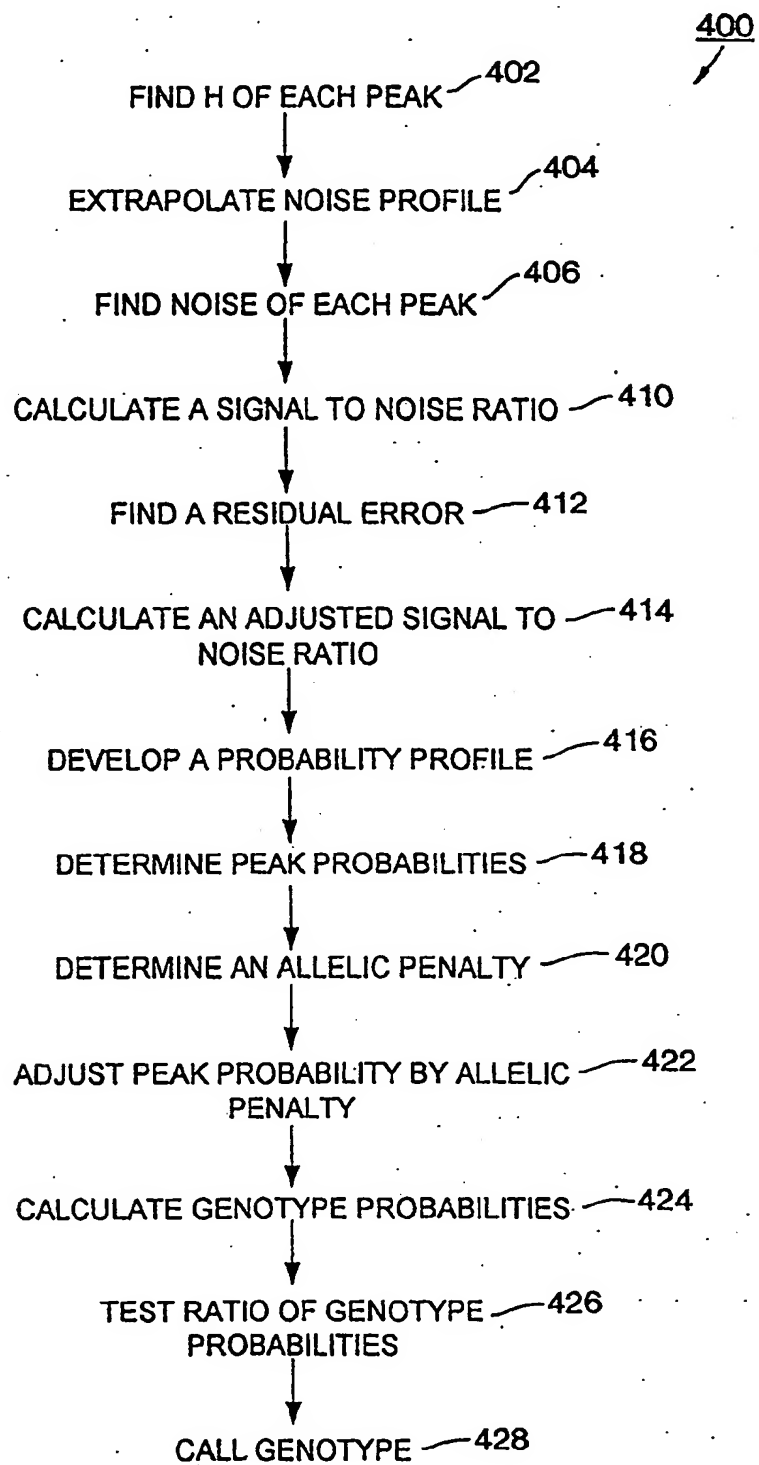 400
FIND H OF EACH PEAK 402
EXTRAPOLATE NOISE PROFILE 404
FIND NOISE OF EACH PEAK 406
CALCULATE A SIGNAL TO NOISE RATIO 410
FIND A RESIDUAL ERROR 412
CALCULATE AN ADJUSTED SIGNAL TO 414
NOISE RATIO
DEVELOP A PROBABILITY PROFILE 416
DETERMINE PEAK PROBABILITIES 418
DETERMINE AN ALLELIC PENALTY 420
ADJUST PEAK PROBABILITY BY ALLELIC 422
PENALTY
CALCULATE GENOTYPE PROBABILITIES 424
TEST RATIO OF GENOTYPE 426
PROBABILITIES
CALL GENOTYPE 428